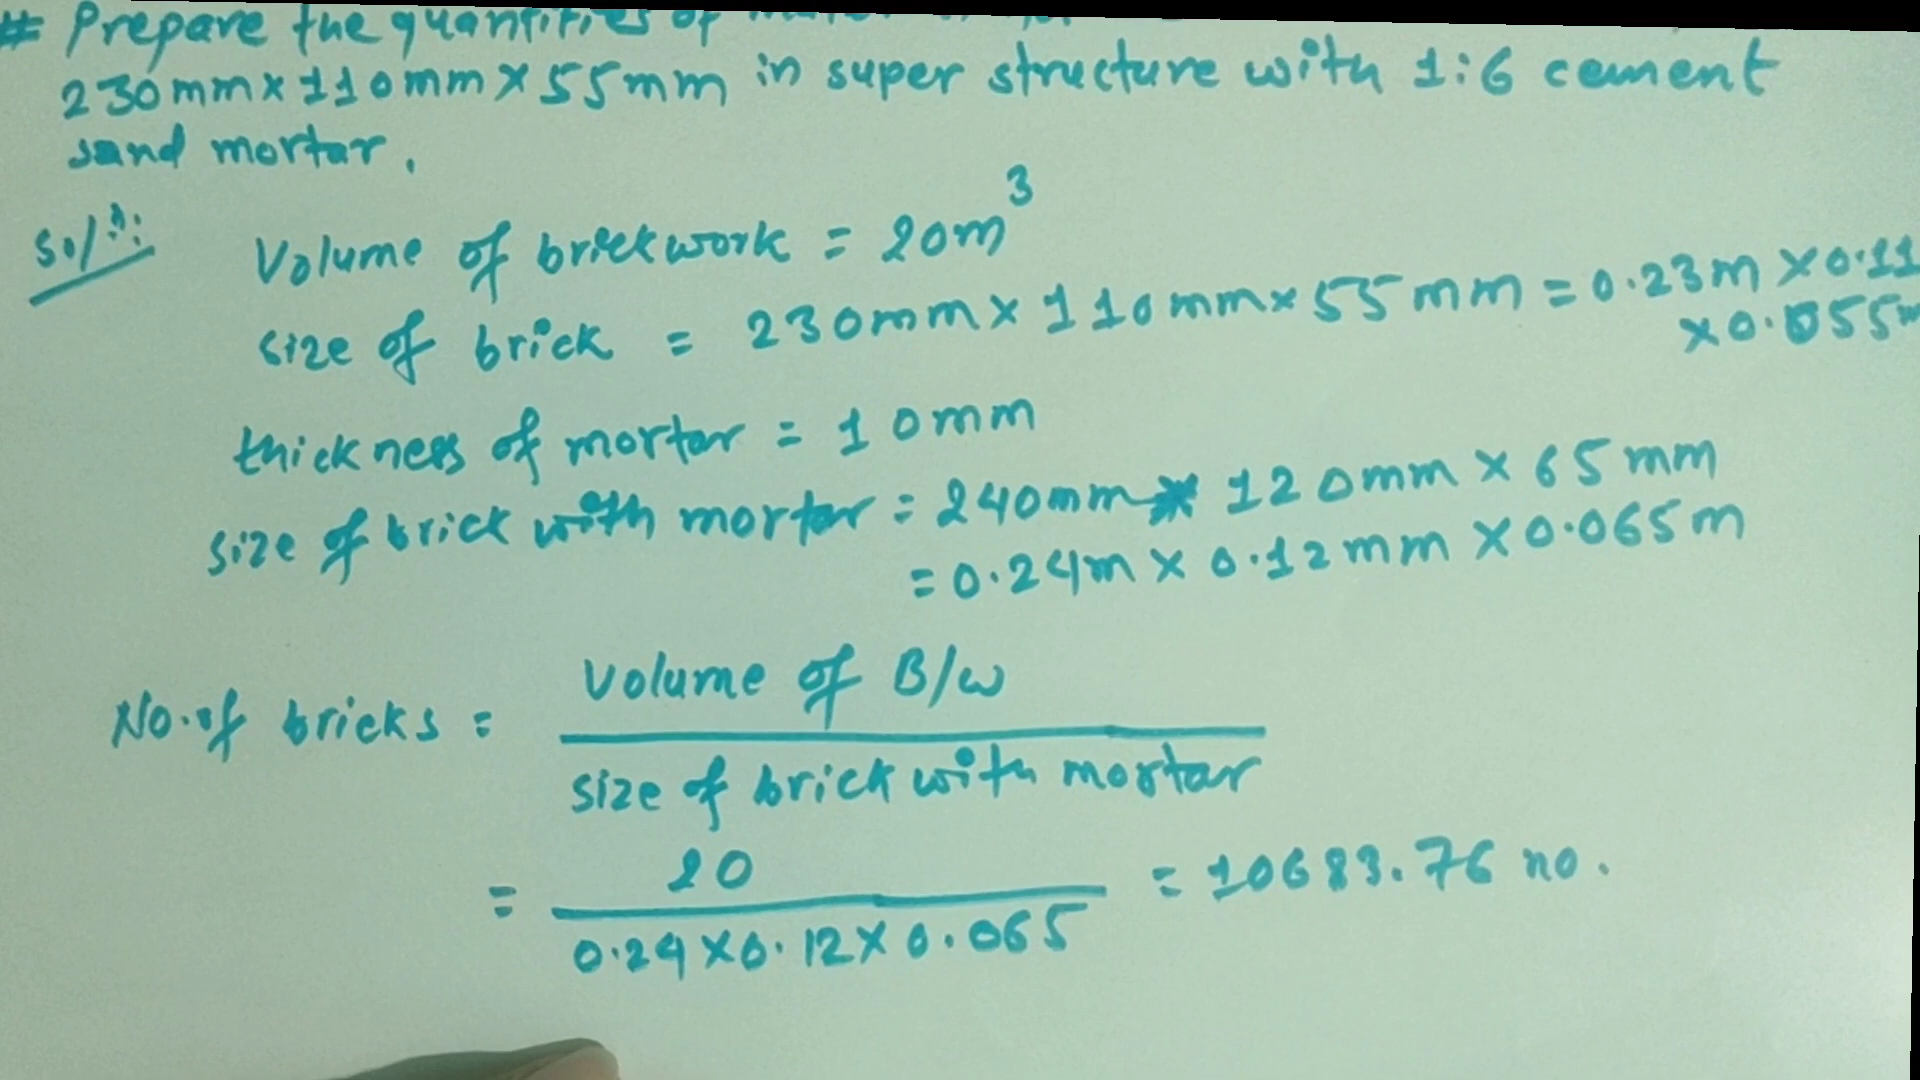 # Prepare the quantities of
230mm x 110mm x 55mm in super structure with 1:6 cement
sand mortar.
Soln:
Volume of brickwork = 20m³
size of brick = 230mm x 110mm x 55mm = 0.23m x 0.11
x 0.055m
thickness of mortar = 10mm
size of brick with mortar = 240mm x 120mm x 65mm
= 0.24m x 0.12mm x 0.065m
No. of bricks = Volume of B/w
size of brick with mortar
= 20 = 10683.76 no.
0.24 x 0.12 x 0.065